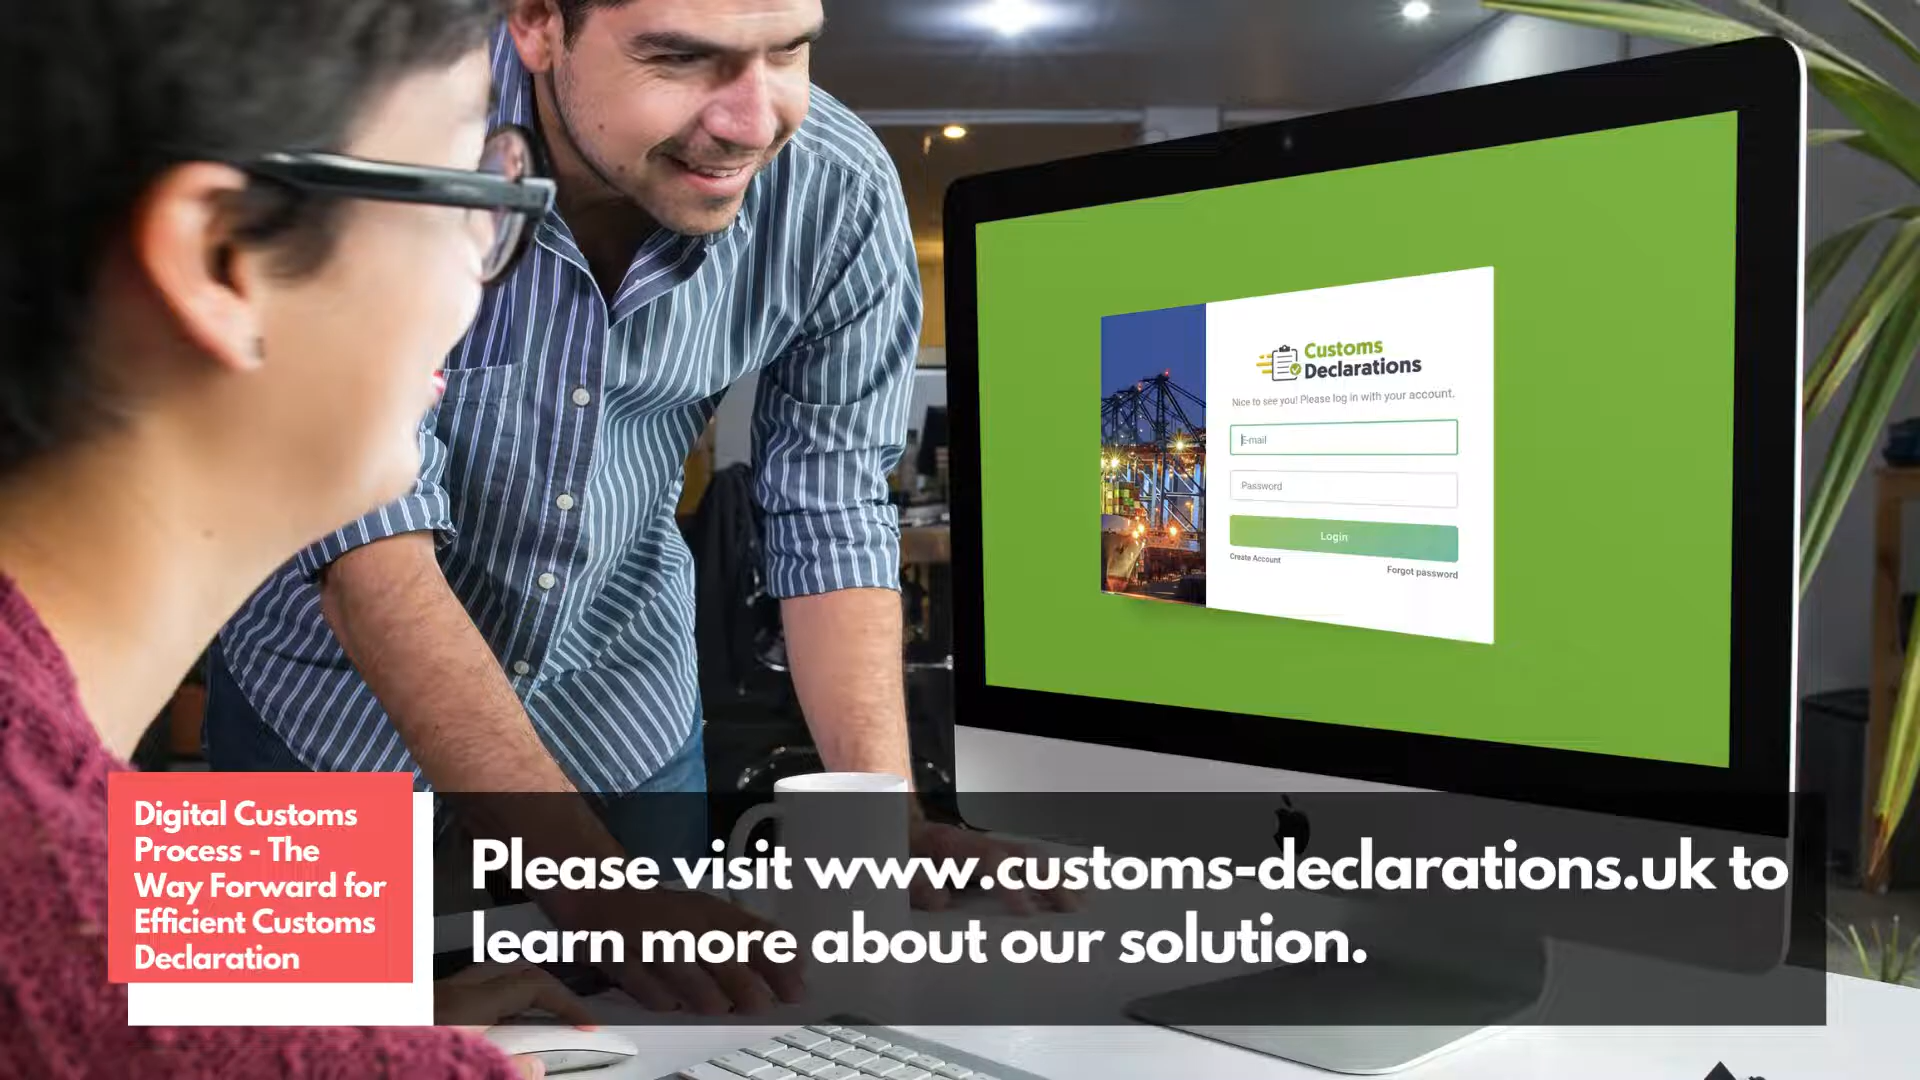 Customs
Declarations
Nice to see you! Please log in with your account.
E-mail
Password
Login
Create Account
Forgot password
Digital Customs
Process - The
Way Forward for
Efficient Customs
Declaration
Please visit www.customs-declarations.uk to
learn more about our solution.